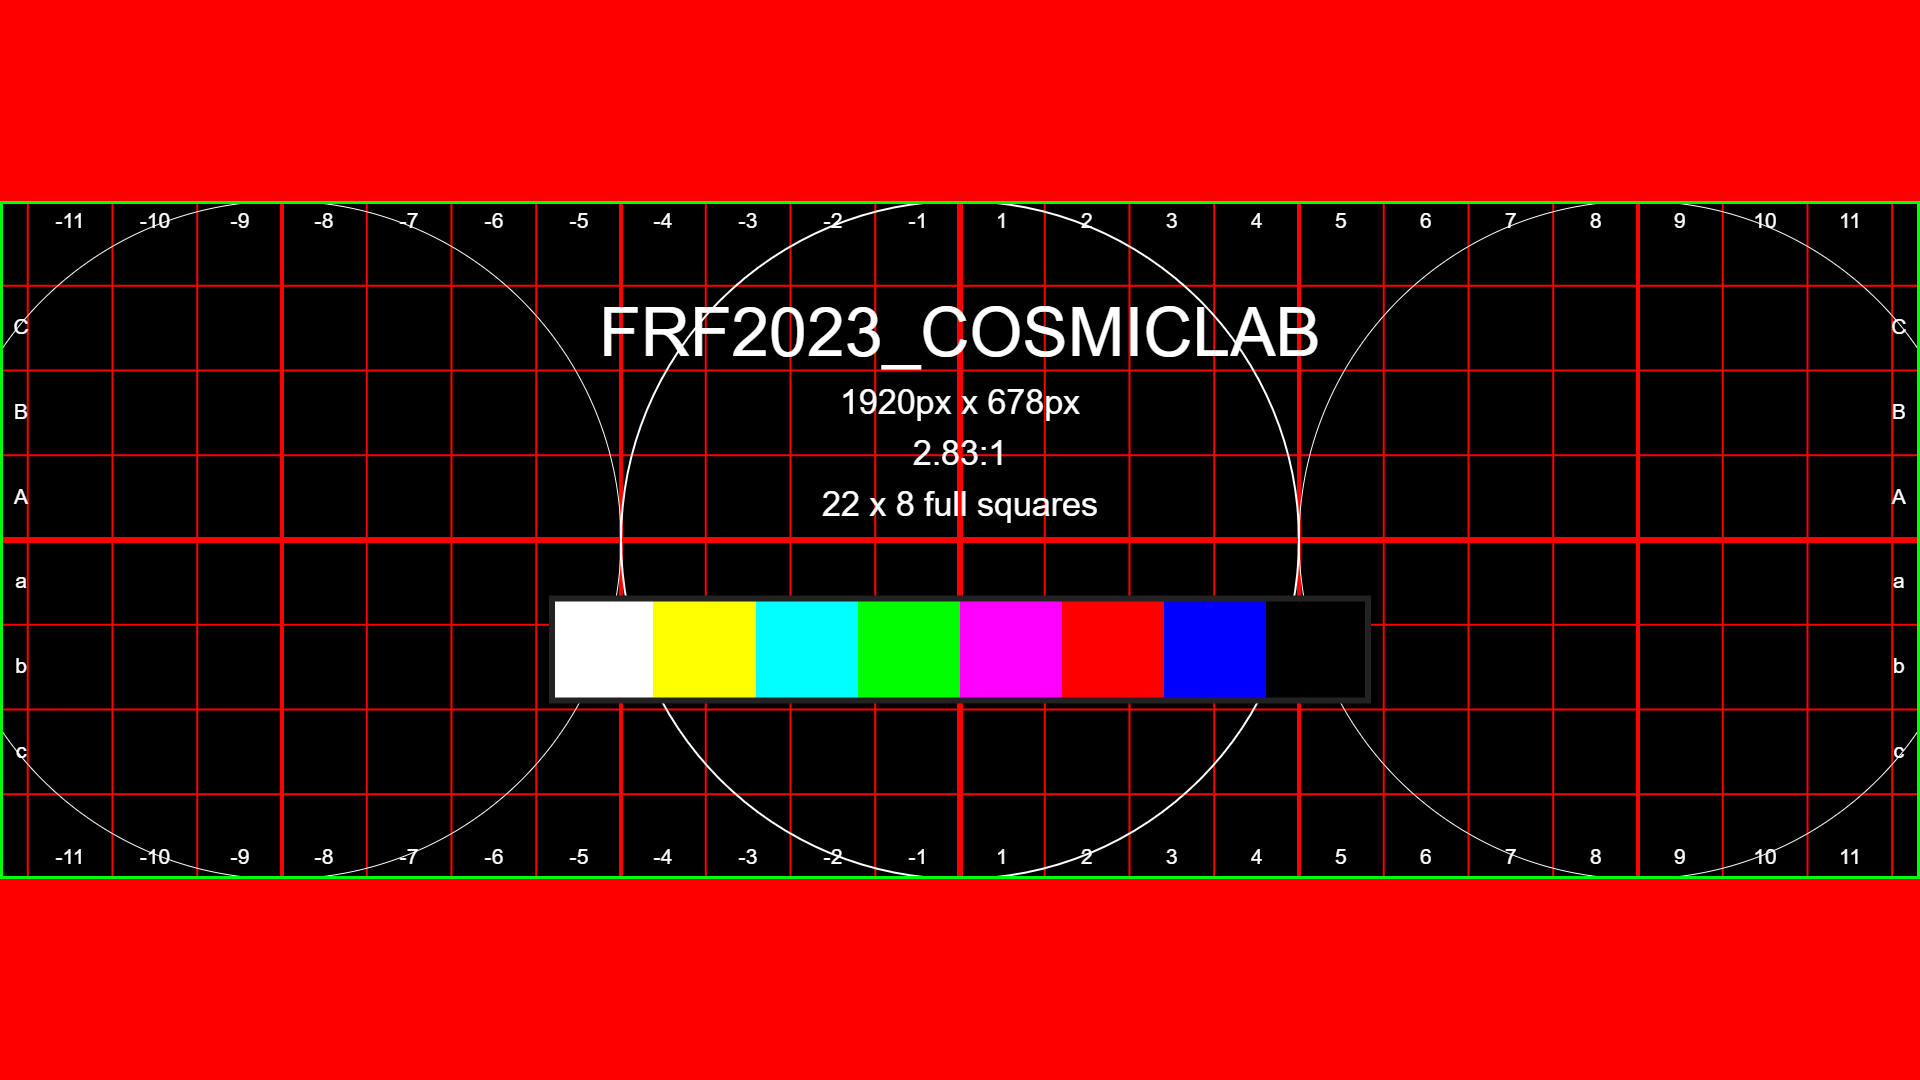 -11 -10 -9 -8 -7 -6 -5 -4 -3 -2 -1 1 2 3 4 5 6 7 8 9 10 11
C C
FRF2023_COSMICLAB
1920px x 678px
B B
2.83:1
A A
22 x 8 full squares
a a
b b
c c
-11 -10 -9 -8 -7 -6 -5 -4 -3 -2 -1 1 2 3 4 5 6 7 8 9 10 11